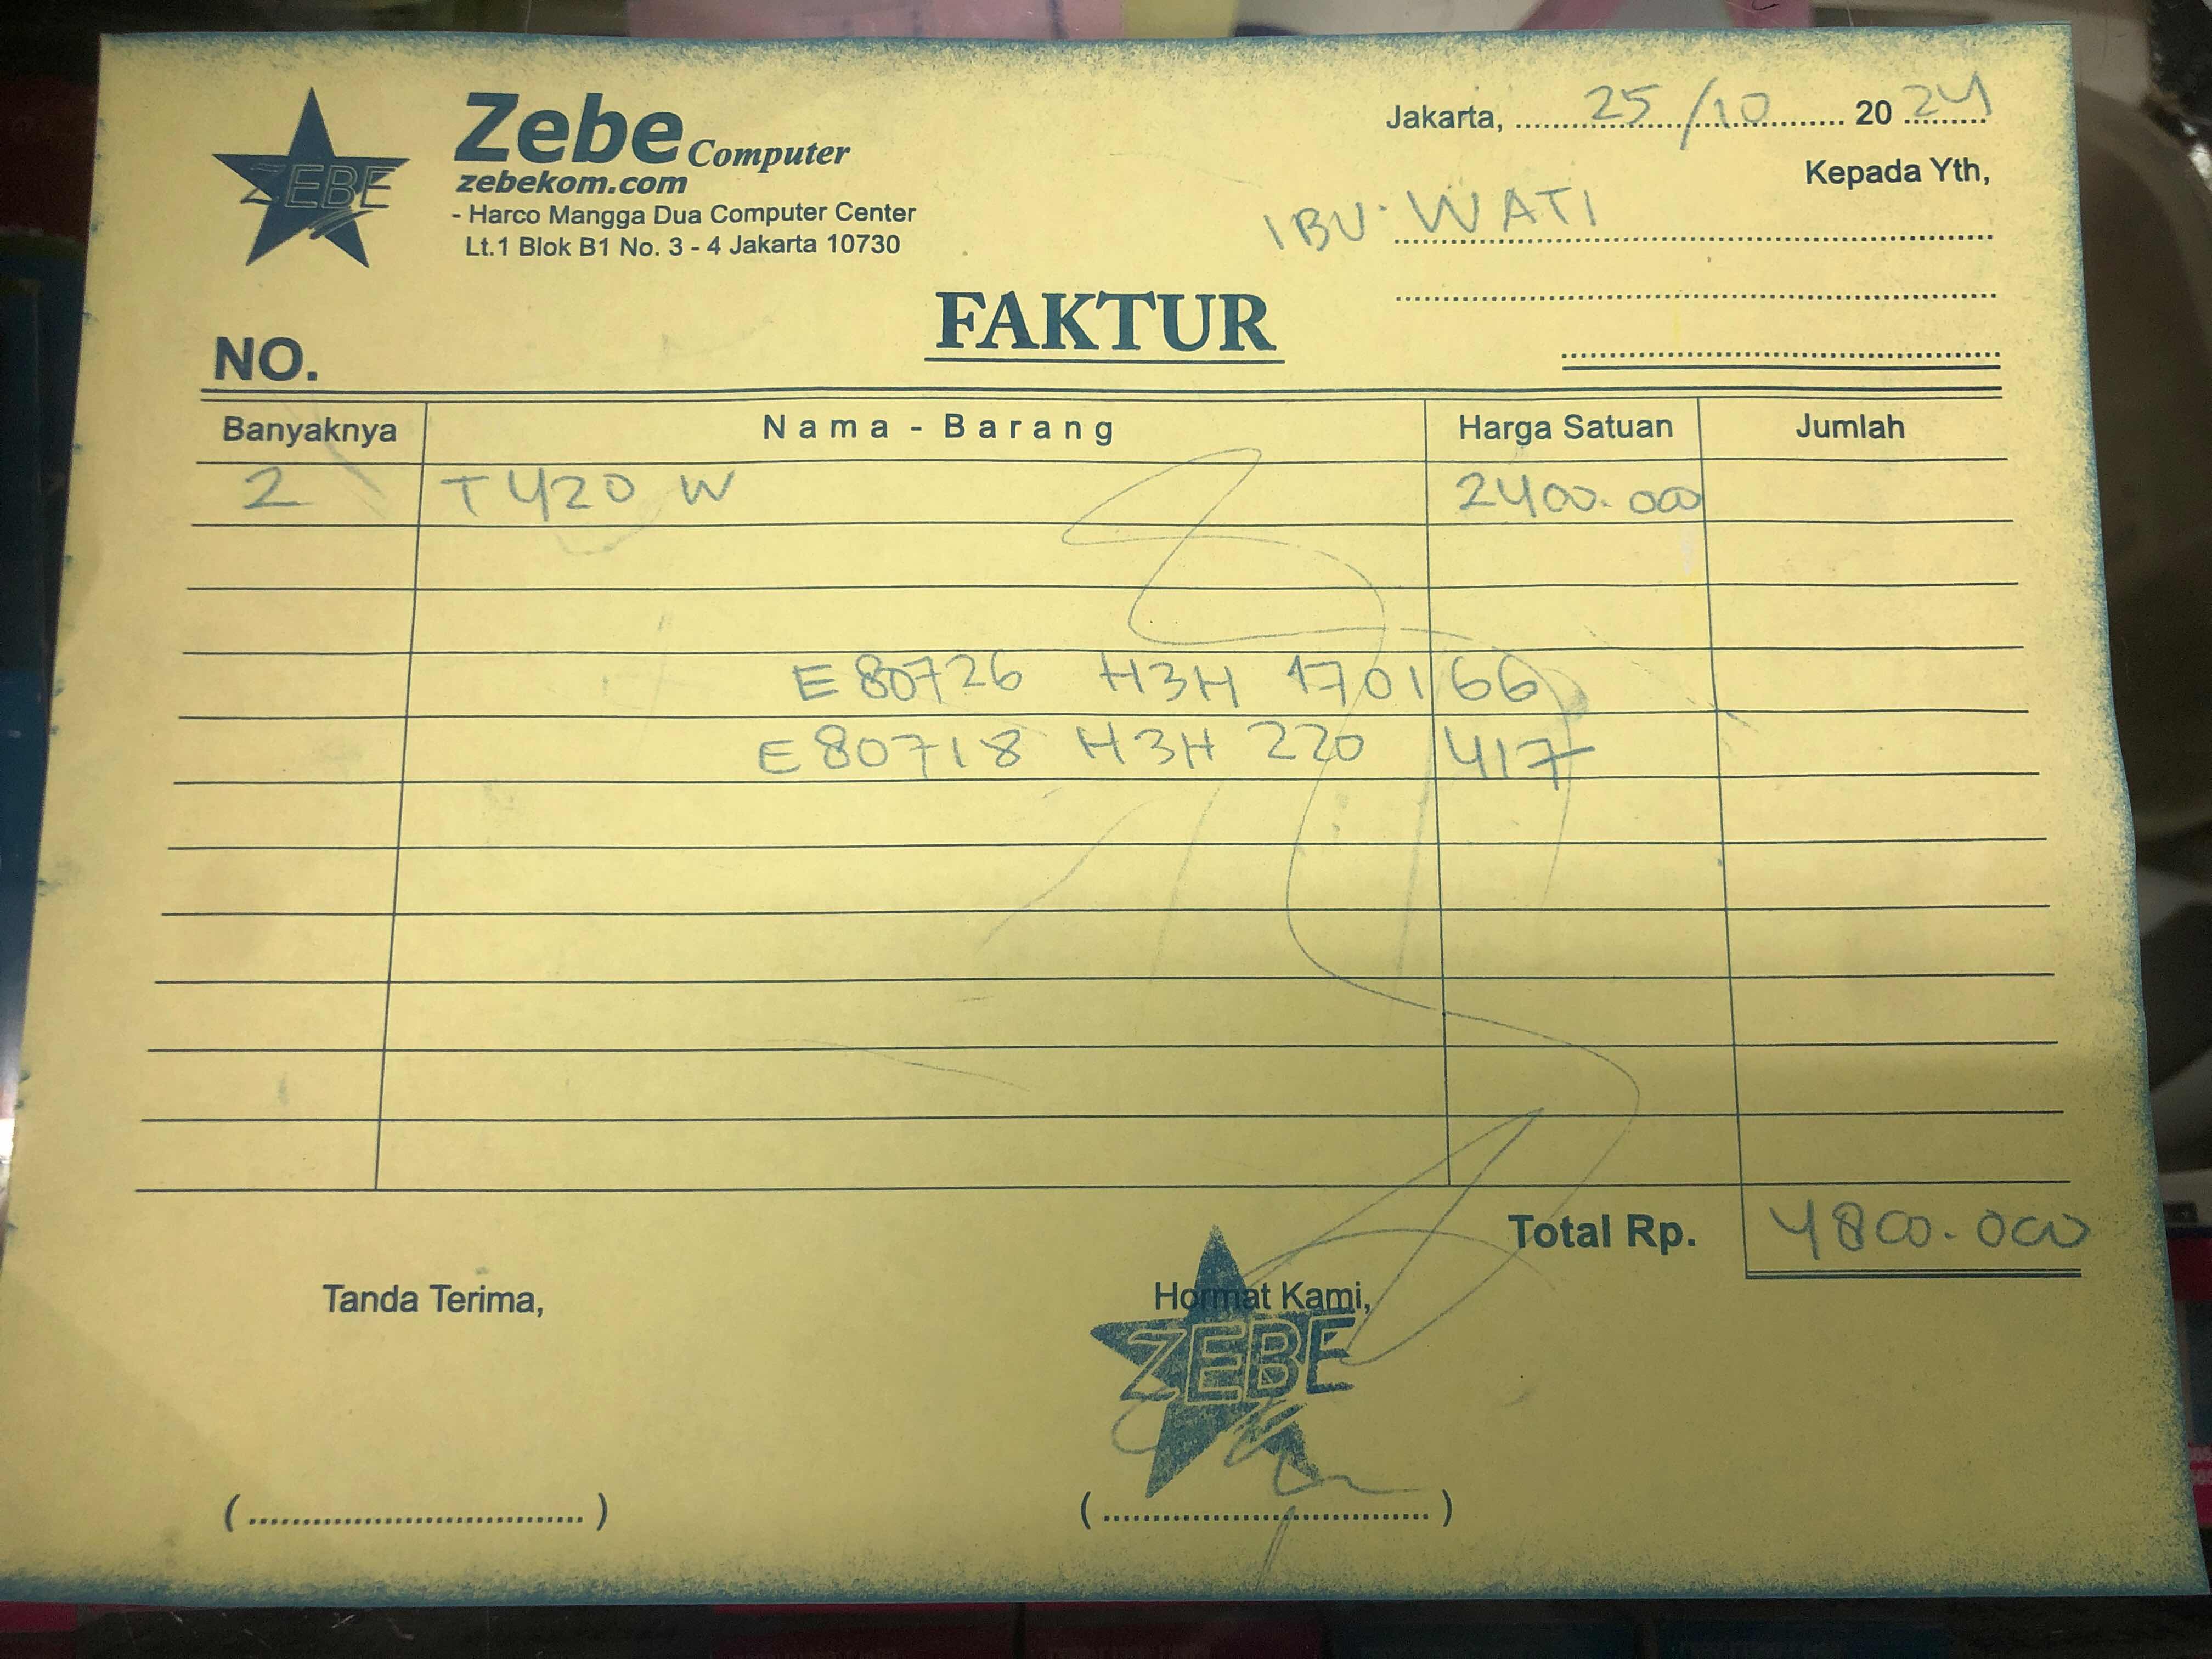 ZEBE
Zebe Computer
zebekom.com
- Harco Mangga Dua Computer Center
Lt.1 Blok B1 No. 3 - 4 Jakarta 10730
Jakarta, 25/10 2024
Kepada Yth,
IBU WATI
FAKTUR
NO.
Banyaknya Nama - Barang Harga Satuan Jumlah
2 T420 W 2400.000
E80726 H3H 170166
E80718 H3H 220 417
Total Rp. 4800.000
Tanda Terima, Hormat Kami,
ZEBE
(..............................) (..............................)